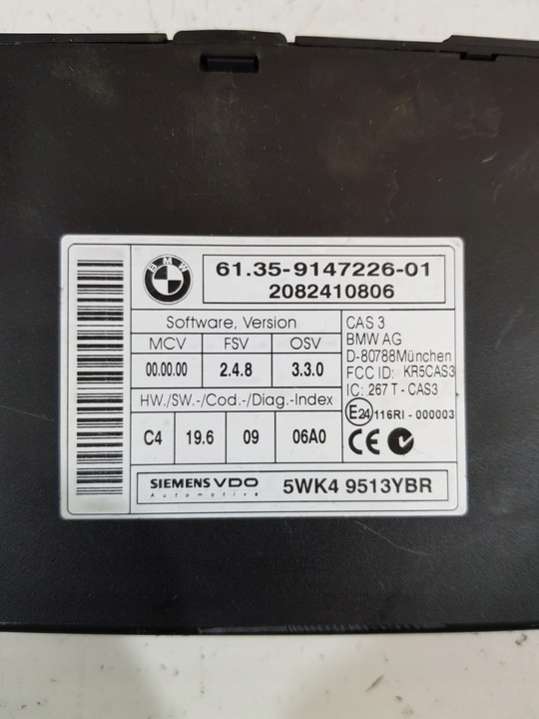 BMW
61.35-9147226-01
2082410806
Software, Version
MCV FSV OSV
00.00.00 2.4.8 3.3.0
HW./SW.-/Cod.-/Diag.-Index
C4 19.6 09 06A0
CAS 3
BMW AG
D-80788München
FCC ID: KR5CAS3
IC: 267 T - CAS3
E24 116RI - 000003
CE
SIEMENS VDO
Automotive
5WK4 9513YBR